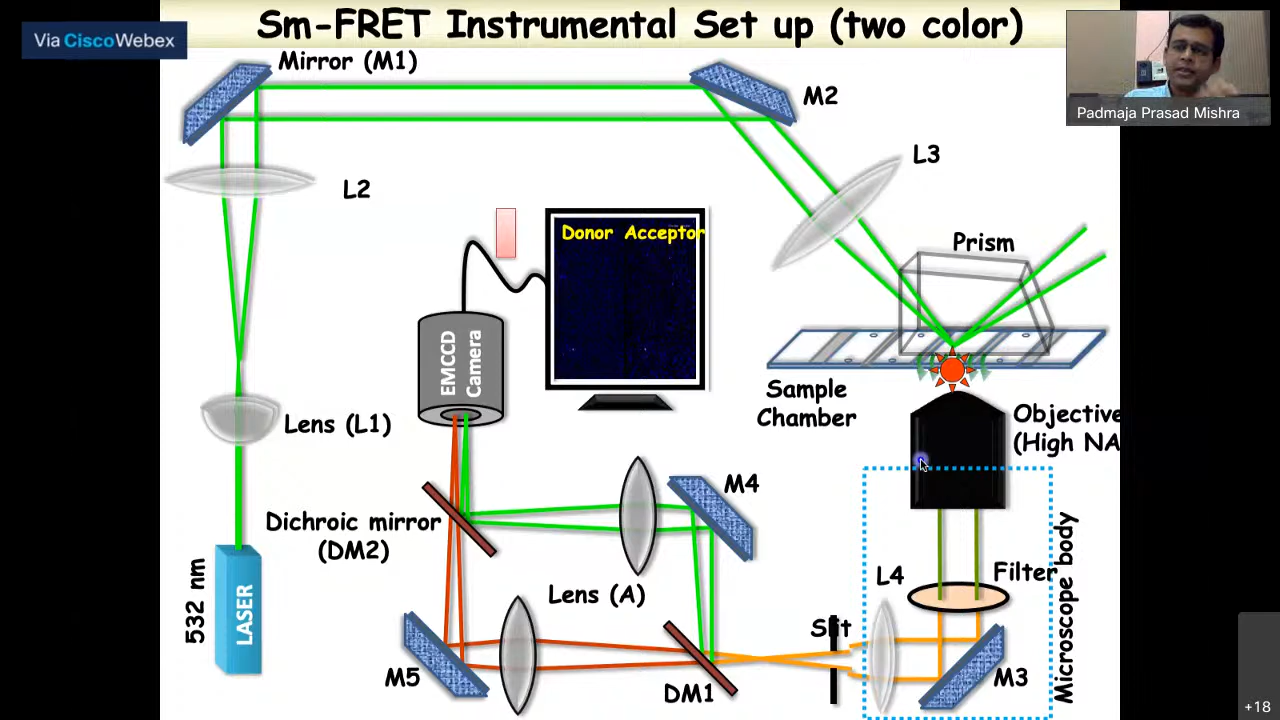 Sm-FRET Instrumental Set up (two color)
Via CiscoWebex
Padmaja Prasad Mishra
Mirror (M1)
M2
L3
L2
Prism
Donor Acceptor
EMCCD
Camera
Sample
Chamber
Objective
(High NA
Lens (L1)
M4
Dichroic mirror
(DM2)
532 nm
LASER
Lens (A)
L4
Filter
Microscope body
Slit
M5
DM1
M3
+18